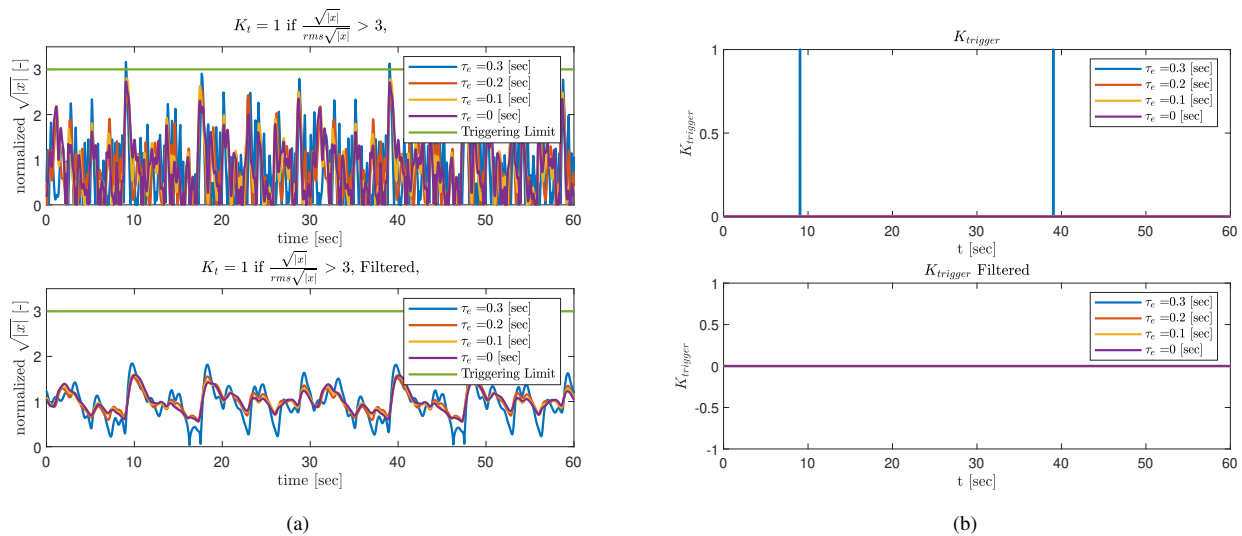 K_t = 1 if √|x| / rms√|x| > 3,
normalized √|x| [-]
3
2
1
0
τ_e =0.3 [sec]
τ_e =0.2 [sec]
τ_e =0.1 [sec]
τ_e =0 [sec]
Triggering Limit
0 10 20 30 40 50 60
time [sec]
K_t = 1 if √|x| / rms√|x| > 3, Filtered,
normalized √|x| [-]
3
2
1
0
τ_e =0.3 [sec]
τ_e =0.2 [sec]
τ_e =0.1 [sec]
τ_e =0 [sec]
Triggering Limit
0 10 20 30 40 50 60
time [sec]
(a)
K_trigger
K_trigger
1
0.5
0
τ_e =0.3 [sec]
τ_e =0.2 [sec]
τ_e =0.1 [sec]
τ_e =0 [sec]
0 10 20 30 40 50 60
t [sec]
K_trigger Filtered
K_trigger
1
0.5
0
-0.5
-1
τ_e =0.3 [sec]
τ_e =0.2 [sec]
τ_e =0.1 [sec]
τ_e =0 [sec]
0 10 20 30 40 50 60
t [sec]
(b)